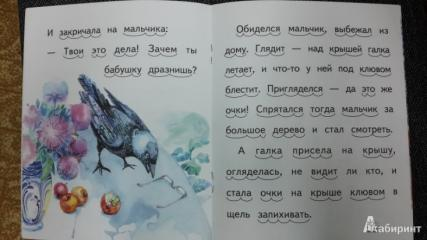 И закричала на мальчика:
— Твои это дела! Зачем ты
бабушку дразнишь?
Обиделся мальчик, выбежал из
дому. Глядит — над крышей галка
летает, и что-то у ней под клювом
блестит. Пригляделся — да это же
очки! Спрятался тогда мальчик за
большое дерево и стал смотреть.
А галка присела на крышу,
огляделась, не видит ли кто, и
стала очки на крыше клювом в
щель запихивать.
Лабиринт